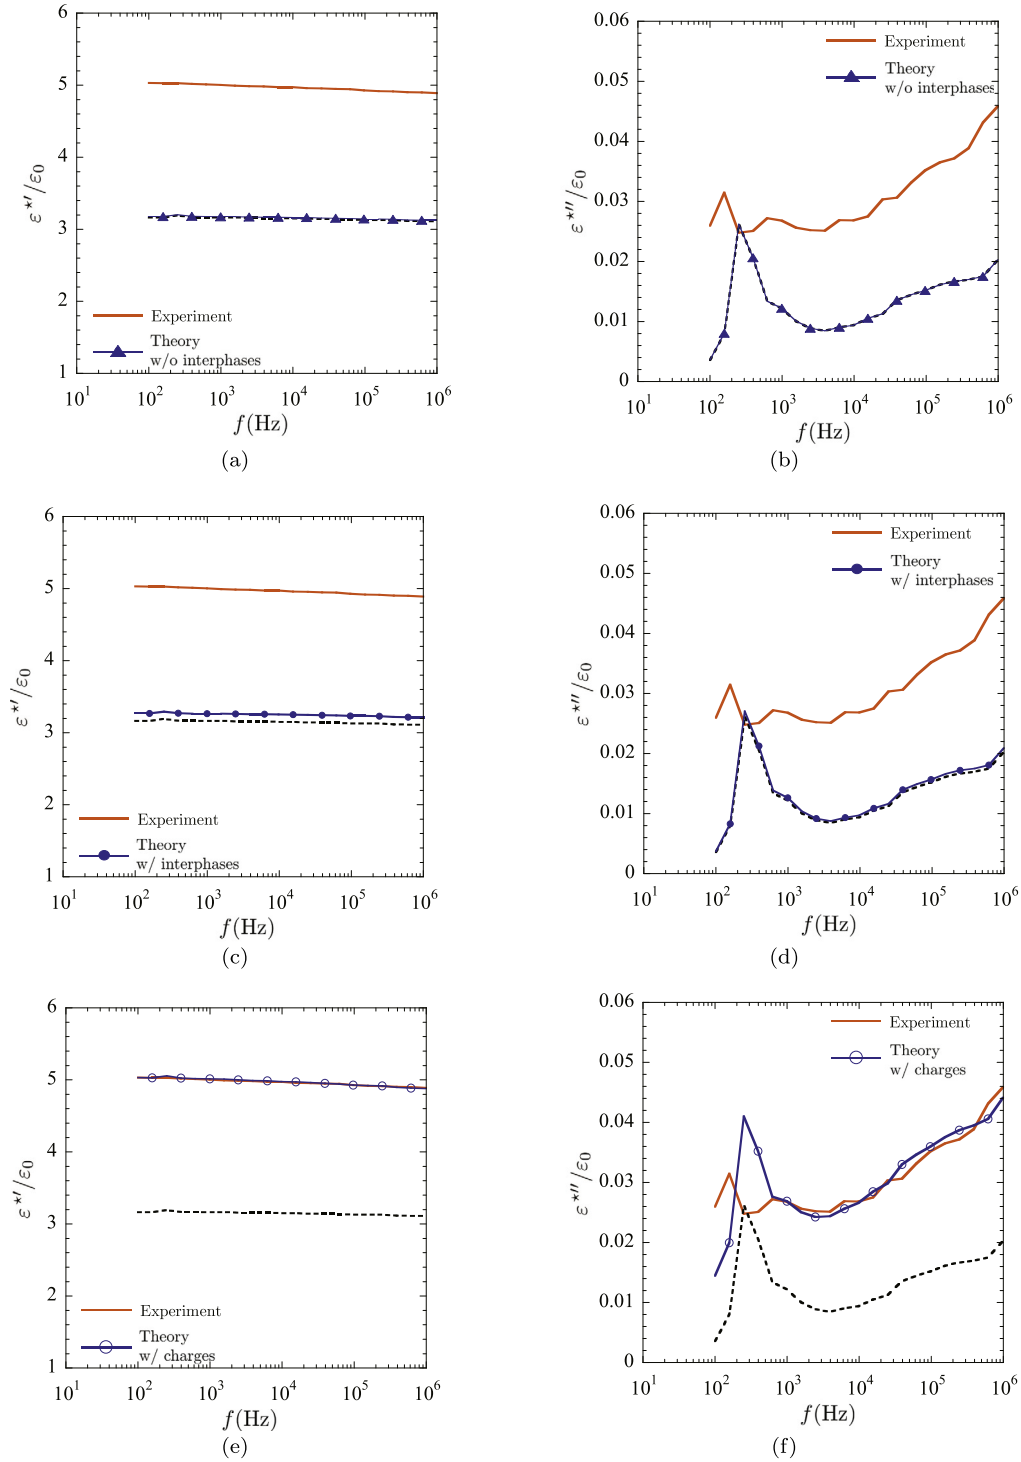 6
5
4
3
2
1
ε*′/ε₀
Experiment
Theory
w/o interphases
10¹ 10² 10³ 10⁴ 10⁵ 10⁶
f(Hz)
(a)
0.06
0.05
0.04
0.03
0.02
0.01
0
ε*′′/ε₀
Experiment
Theory
w/o interphases
10¹ 10² 10³ 10⁴ 10⁵ 10⁶
f(Hz)
(b)
6
5
4
3
2
1
ε*′/ε₀
Experiment
Theory
w/ interphases
10¹ 10² 10³ 10⁴ 10⁵ 10⁶
f(Hz)
(c)
0.06
0.05
0.04
0.03
0.02
0.01
0
ε*′′/ε₀
Experiment
Theory
w/ interphases
10¹ 10² 10³ 10⁴ 10⁵ 10⁶
f(Hz)
(d)
6
5
4
3
2
1
ε*′/ε₀
Experiment
Theory
w/ charges
10¹ 10² 10³ 10⁴ 10⁵ 10⁶
f(Hz)
(e)
0.06
0.05
0.04
0.03
0.02
0.01
0
ε*′′/ε₀
Experiment
Theory
w/ charges
10¹ 10² 10³ 10⁴ 10⁵ 10⁶
f(Hz)
(f)